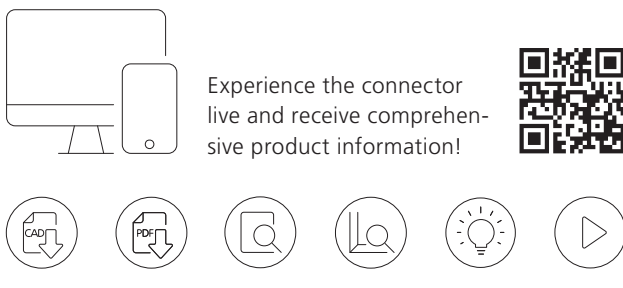 Experience the connector
live and receive comprehen-
sive product information!
CAD
PDF